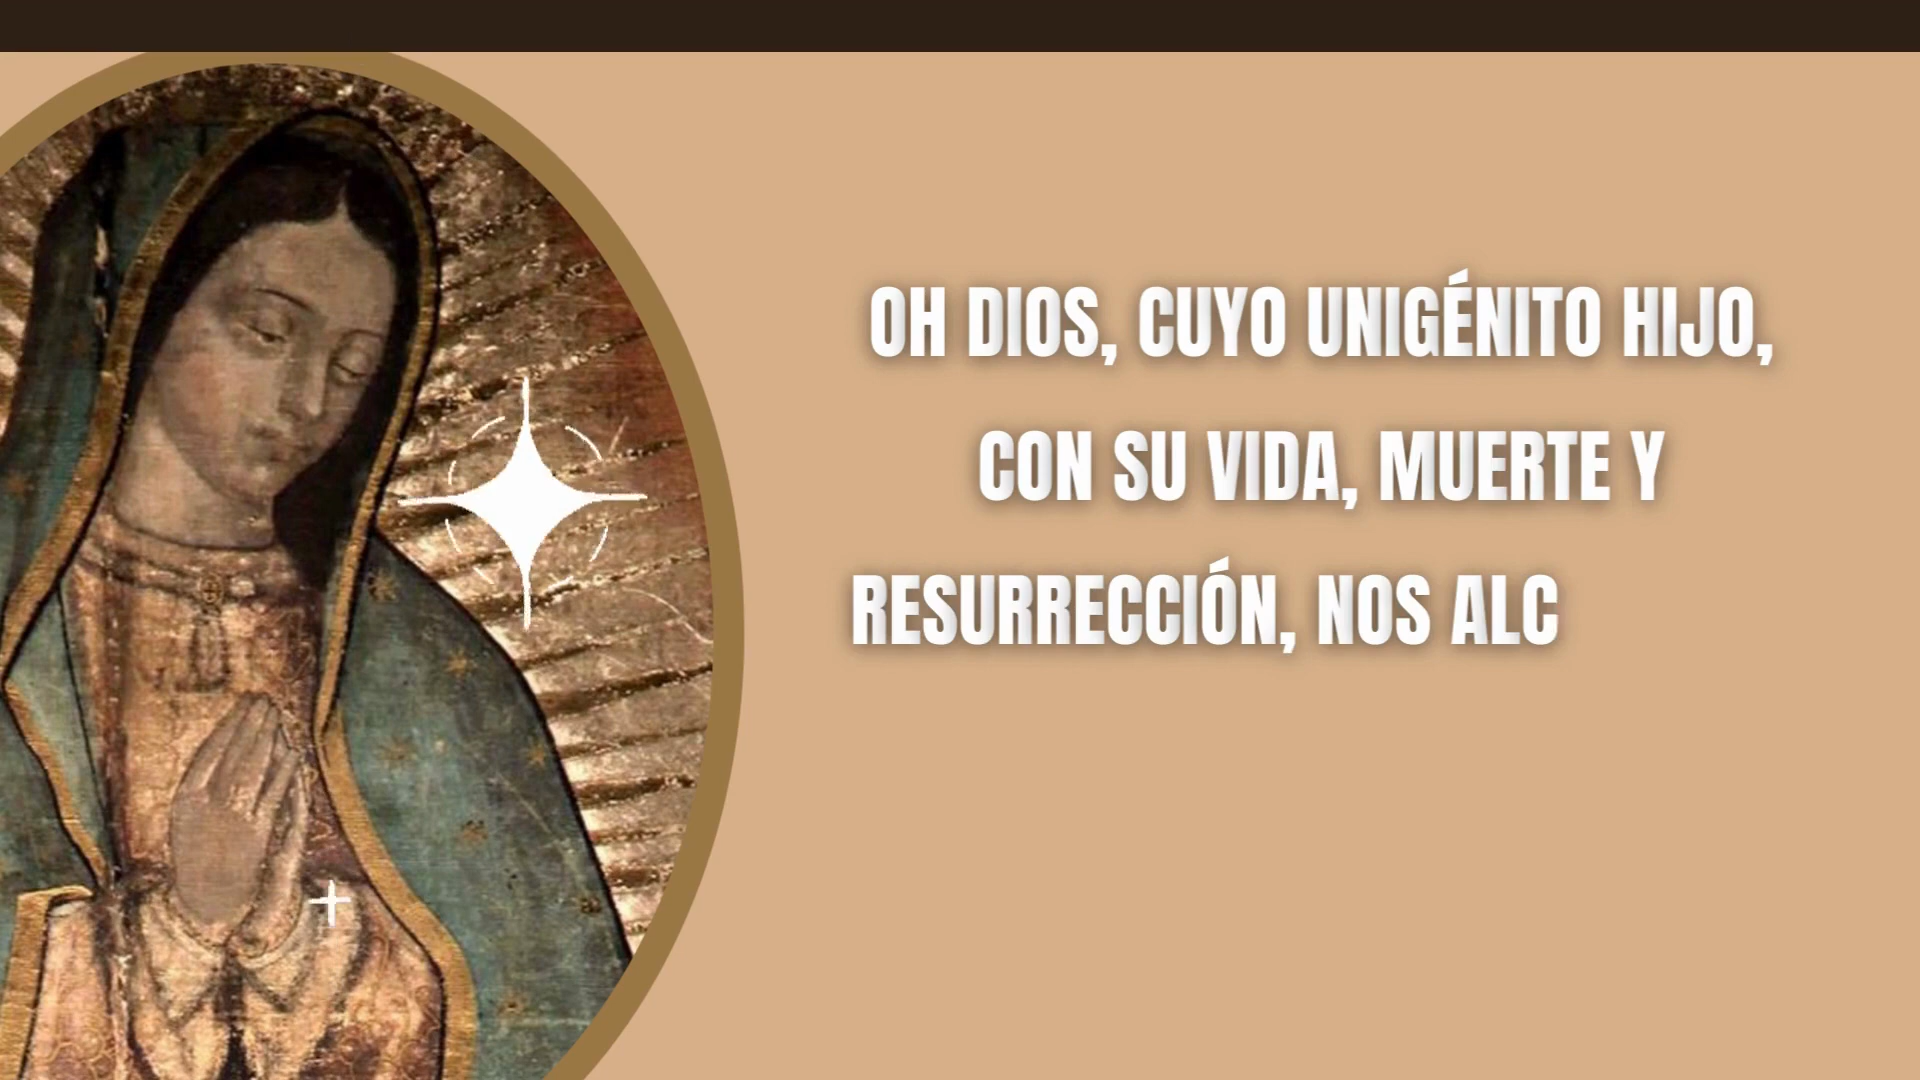 OH DIOS, CUYO UNIGÉNITO HIJO,
CON SU VIDA, MUERTE Y
RESURRECCIÓN, NOS ALC